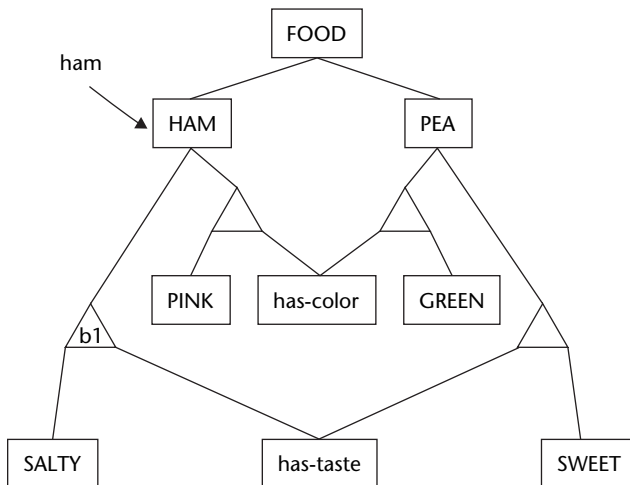 FOOD
ham
HAM
PEA
PINK
has-color
GREEN
b1
SALTY
has-taste
SWEET